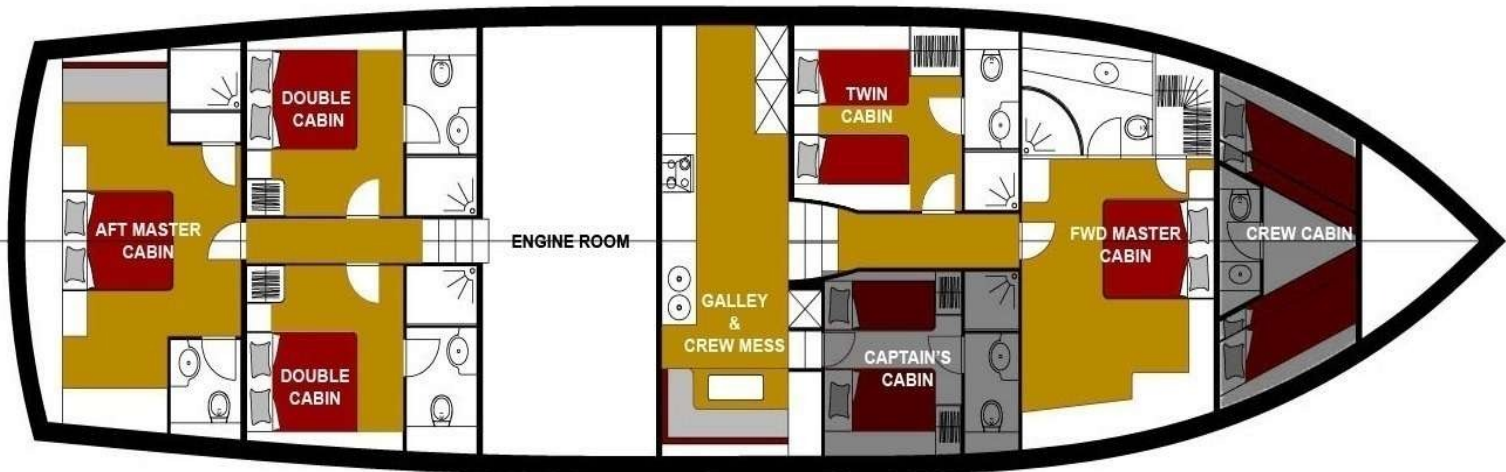 DOUBLE
CABIN
TWIN
CABIN
AFT MASTER
CABIN
ENGINE ROOM
FWD MASTER
CABIN
CREW CABIN
GALLEY
&
CREW MESS
CAPTAIN'S
CABIN
DOUBLE
CABIN